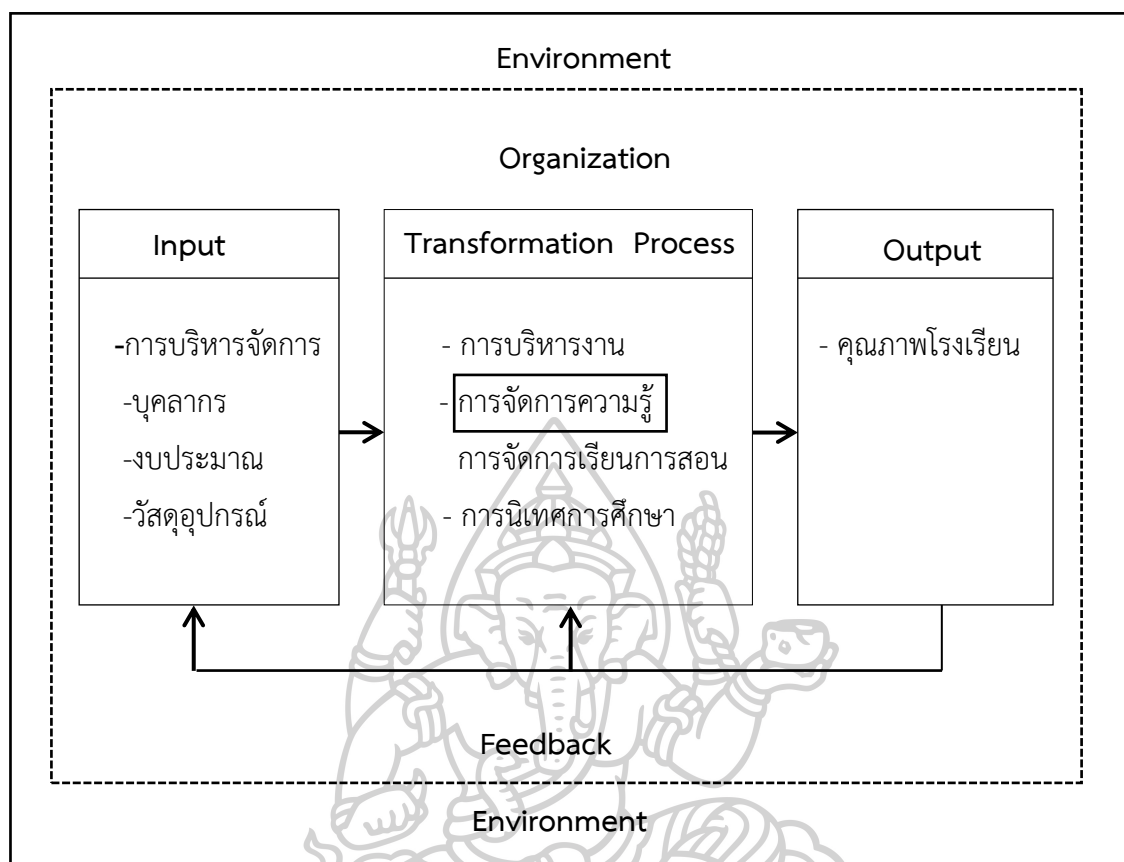 Environment
Organization
Input
-การบริหารจัดการ
-บุคลากร
-งบประมาณ
-วัสดุอุปกรณ์
Transformation Process
- การบริหารงาน
- การจัดการความรู้
การจัดการเรียนการสอน
- การนิเทศการศึกษา
Output
- คุณภาพโรงเรียน
Feedback
Environment